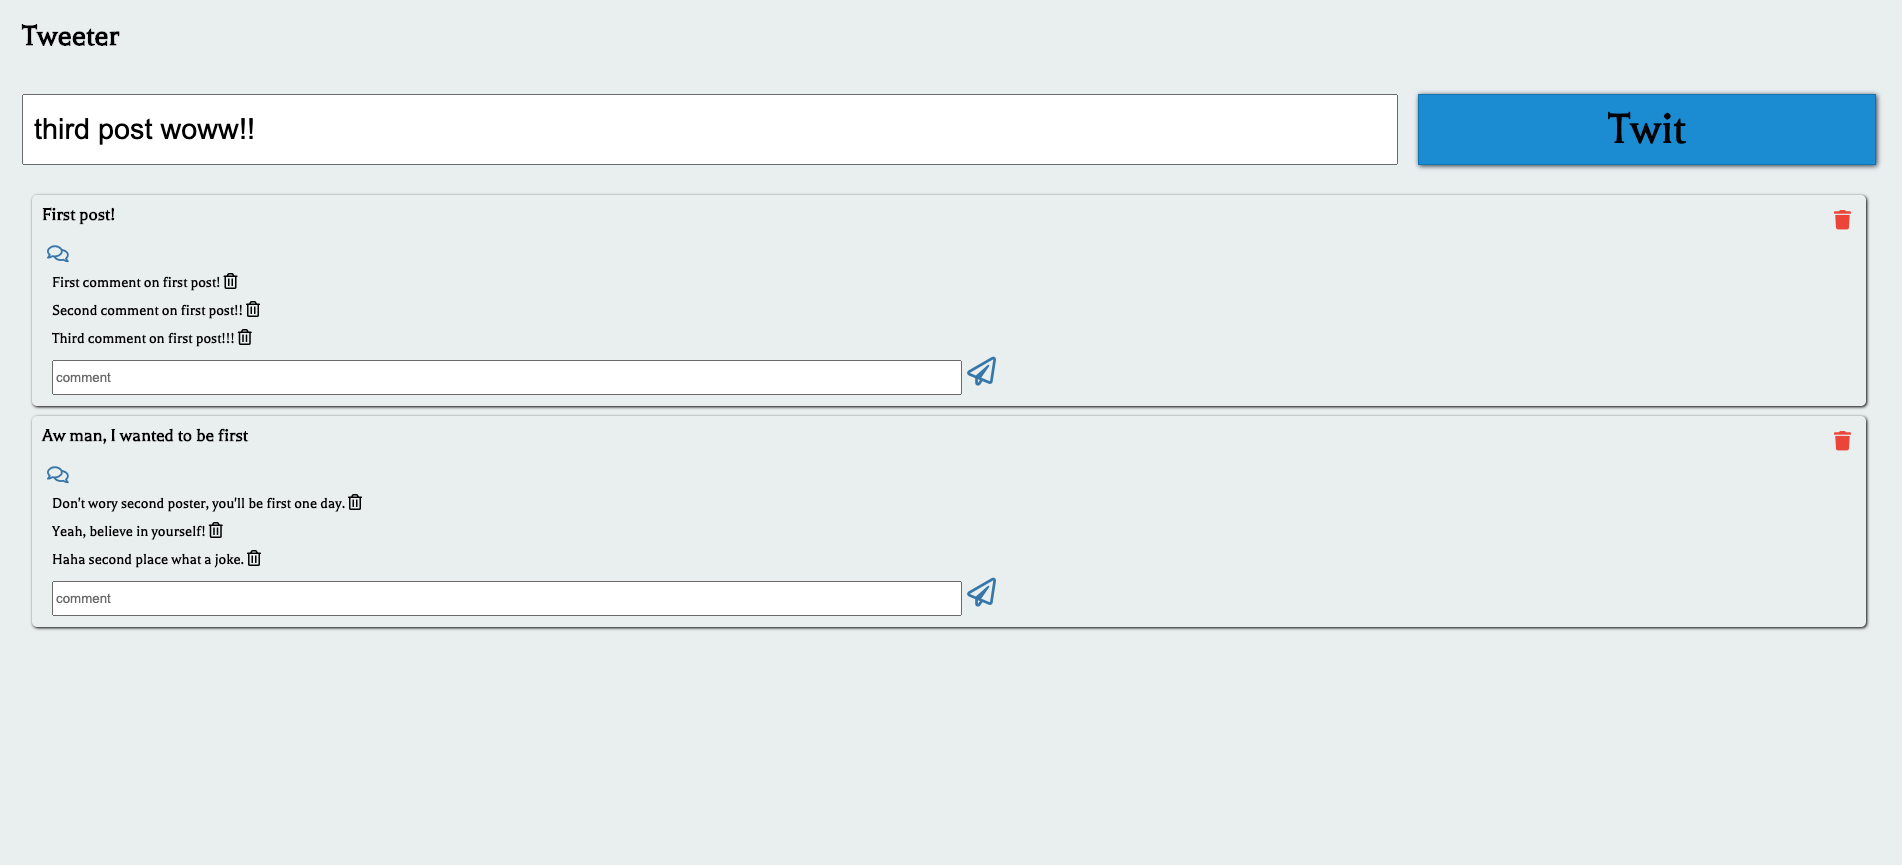 Tweeter
third post woww!!
Twit
First post!
First comment on first post!
Second comment on first post!!
Third comment on first post!!!
comment
Aw man, I wanted to be first
Don't wory second poster, you'll be first one day.
Yeah, believe in yourself!
Haha second place what a joke.
comment